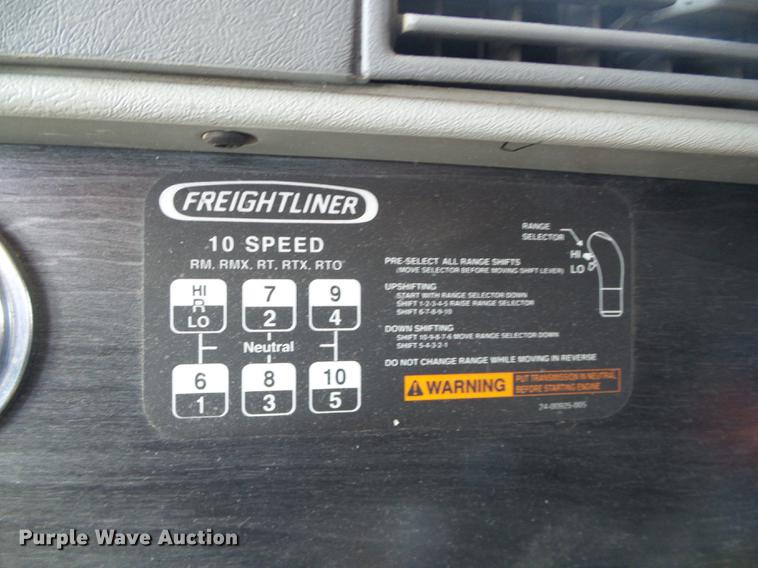 FREIGHTLINER
10 SPEED
RM, RMX, RT, RTX, RTO
HI
R
LO
7
2
9
4
Neutral
6
1
8
3
10
5
RANGE
SELECTOR
HI
LO
PRE-SELECT ALL RANGE SHIFTS
(MOVE SELECTOR BEFORE MOVING SHIFT LEVER)
UPSHIFTING
START WITH RANGE SELECTOR DOWN
SHIFT 1-2-3-4-5 RAISE RANGE SELECTOR
SHIFT 6-7-8-9-10
DOWN SHIFTING
SHIFT 10-9-8-7-6 MOVE RANGE SELECTOR DOWN
SHIFT 5-4-3-2-1
DO NOT CHANGE RANGE WHILE MOVING IN REVERSE
WARNING
PUT TRANSMISSION IN NEUTRAL
BEFORE STARTING ENGINE
24-00925-005
Purple Wave Auction